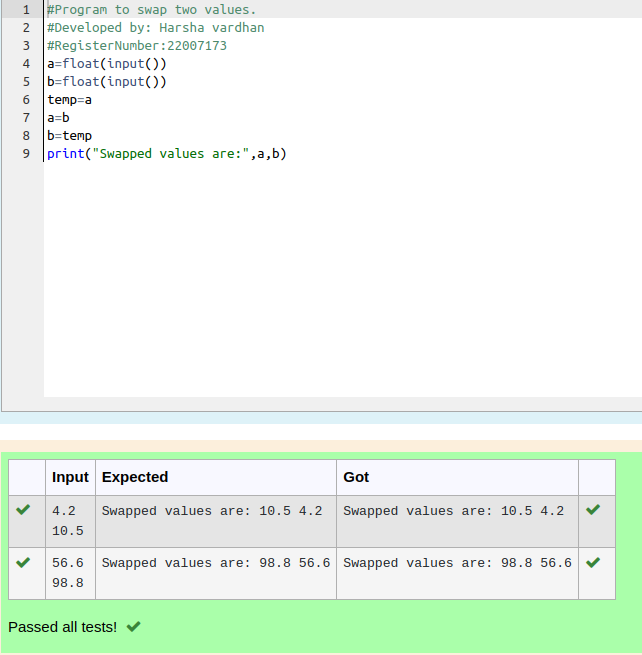 1 #Program to swap two values.
2 #Developed by: Harsha vardhan
3 #RegisterNumber:22007173
4 a=float(input())
5 b=float(input())
6 temp=a
7 a=b
8 b=temp
9 print("Swapped values are:",a,b)
Input Expected Got
4.2 Swapped values are: 10.5 4.2 Swapped values are: 10.5 4.2
10.5
56.6 Swapped values are: 98.8 56.6 Swapped values are: 98.8 56.6
98.8
Passed all tests!